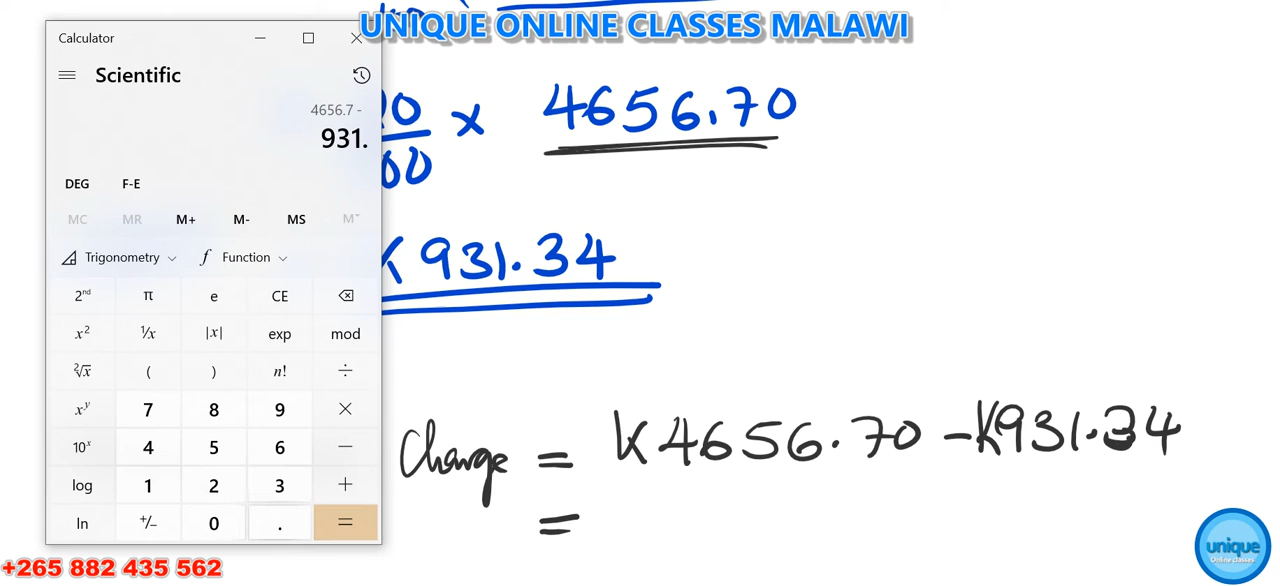 UNIQUE ONLINE CLASSES MALAWI
Calculator
Scientific
4656.7 -
931.
DEG F-E
MC MR M+ M- MS M˅
Trigonometry f Function
2ⁿᵈ π e CE
x² ¹/x |x| exp mod
²√x ( ) n! ÷
xʸ 7 8 9 ×
10ˣ 4 5 6 −
log 1 2 3 +
ln +/− 0 . =
20 × 4656.70
00
K931.34
Change = K4656.70 - K931.34
=
unique
Online classes
+265 882 435 562